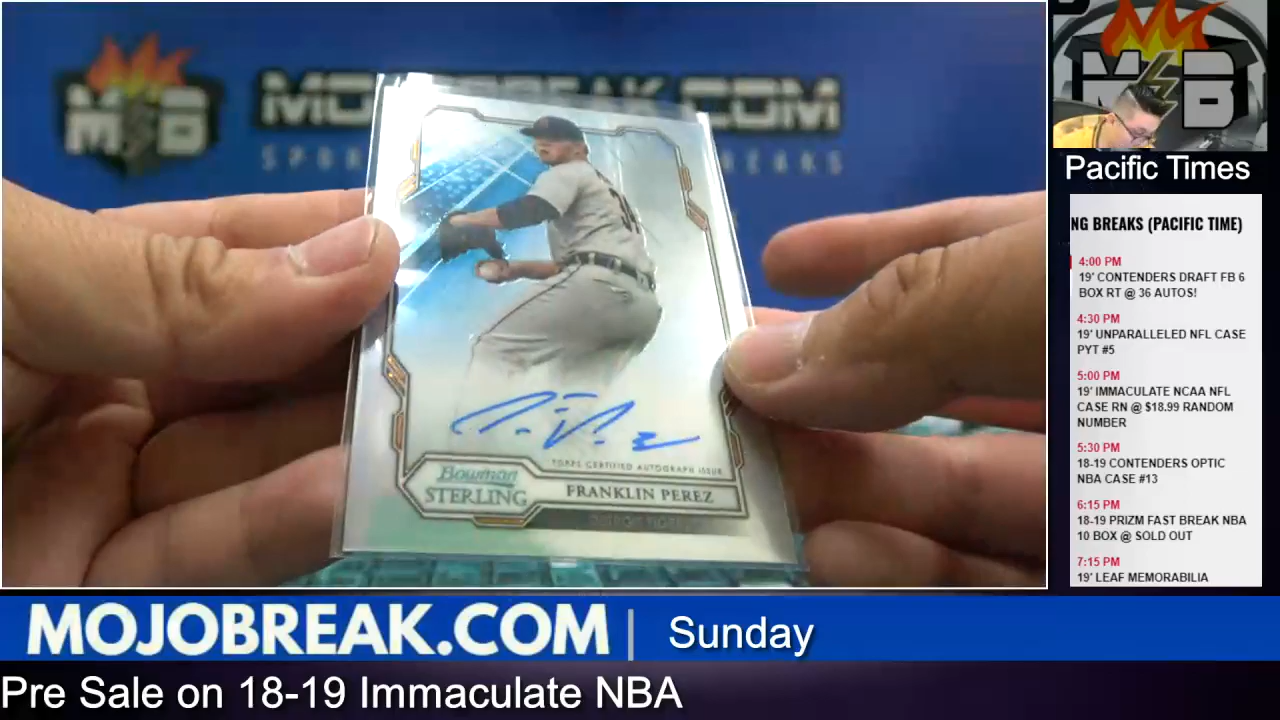 MSB
MOJOBREAK.COM
Bowman
STERLING
TOPPS CERTIFIED AUTOGRAPH ISSUE
FRANKLIN PEREZ
MSB
Pacific Times
NG BREAKS (PACIFIC TIME)
4:00 PM
19' CONTENDERS DRAFT FB 6
BOX RT @ 36 AUTOS!
4:30 PM
19' UNPARALLELED NFL CASE
PYT #5
5:00 PM
19' IMMACULATE NCAA NFL
CASE RN @ $18.99 RANDOM
NUMBER
5:30 PM
18-19 CONTENDERS OPTIC
NBA CASE #13
6:15 PM
18-19 PRIZM FAST BREAK NBA
10 BOX @ SOLD OUT
7:15 PM
19' LEAF MEMORABILIA
MOJOBREAK.COM | Sunday
Pre Sale on 18-19 Immaculate NBA